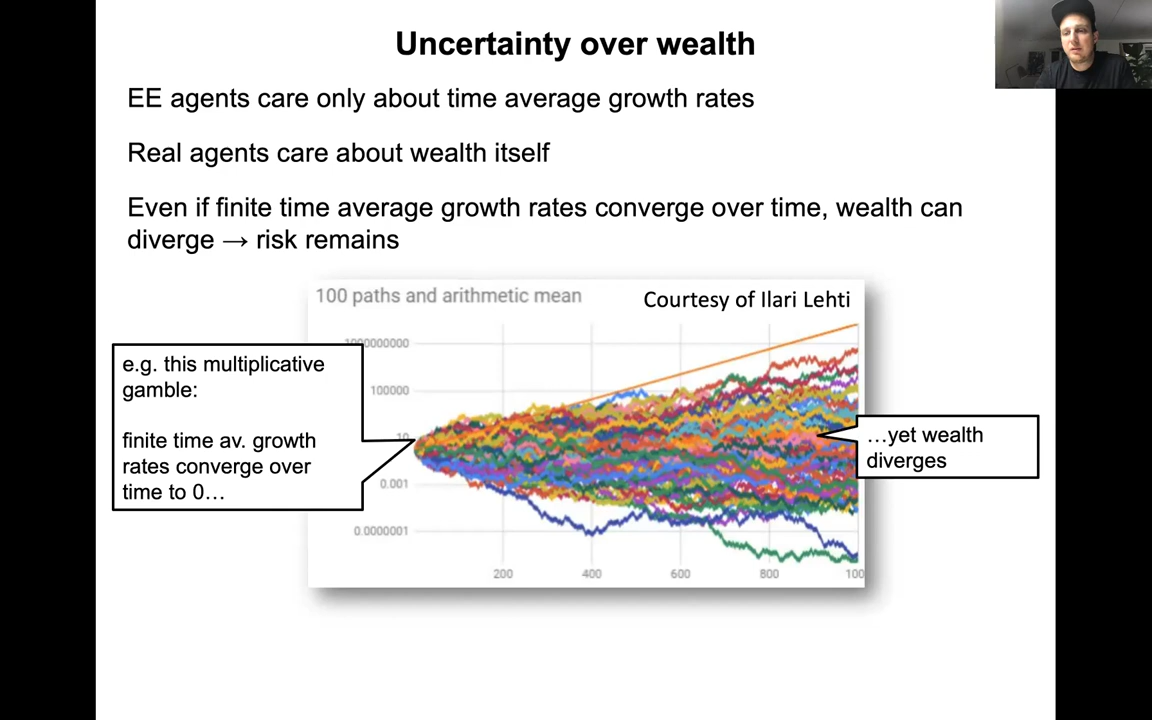 Uncertainty over wealth
EE agents care only about time average growth rates
Real agents care about wealth itself
Even if finite time average growth rates converge over time, wealth can
diverge → risk remains
100 paths and arithmetic mean
Courtesy of Ilari Lehti
e.g. this multiplicative
gamble:
finite time av. growth
rates converge over
time to 0…
000000000
100000
10
0.001
0.0000001
…yet wealth
diverges
200
400
600
800
100